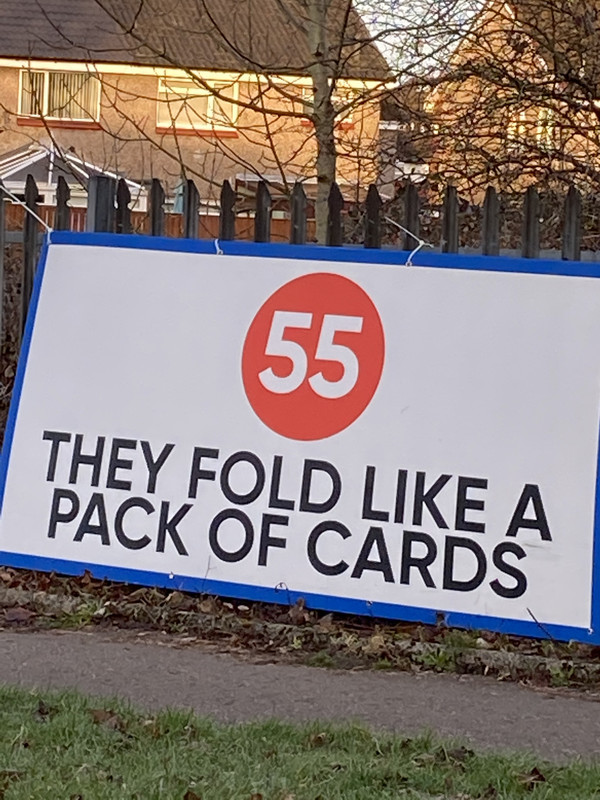 55
THEY FOLD LIKE A
PACK OF CARDS